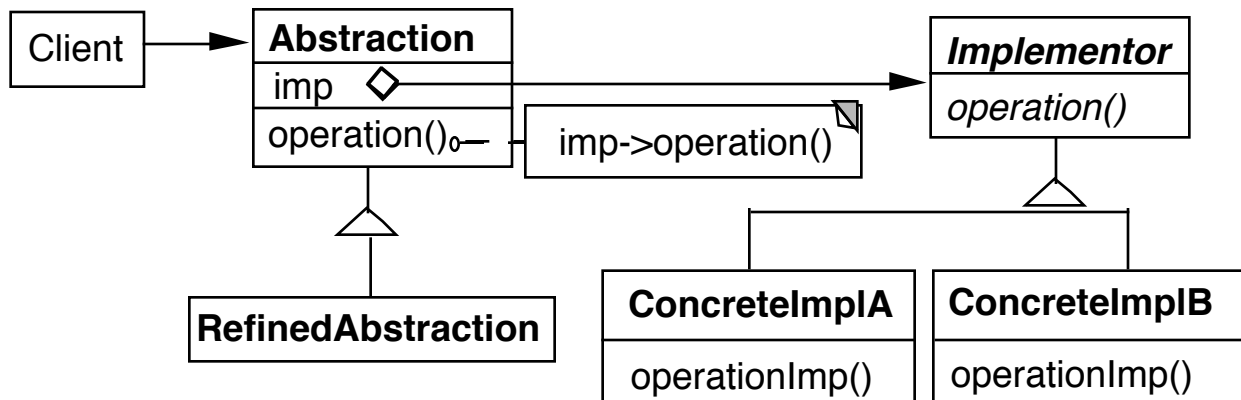 Client
Abstraction
imp
operation()
imp->operation()
Implementor
operation()
RefinedAbstraction
ConcreteImplA
operationImp()
ConcreteImplB
operationImp()